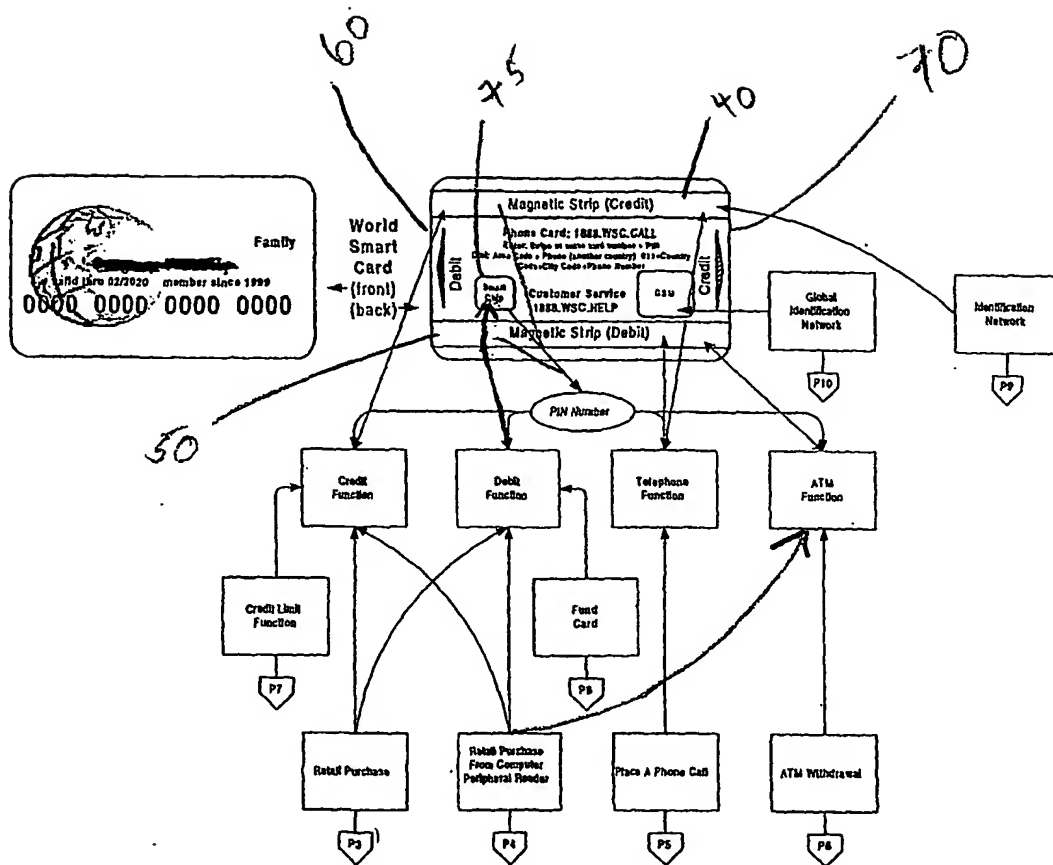 60
75
40
70
Family
World
Smart
Card
(front)
(back)
thru 02/2020 member since 1999
0000 0000 0000 0000
Magnetic Strip (Credit)
Phone Card: 1888.WSC.CALL
Debit
Credit
Smart
Chip
Customer Service
1888.WSC.HELP
GSM
Magnetic Strip (Debit)
Global
Identification
Network
P10
Identification
Network
P9
50
PIN Number
Credit
Function
Debit
Function
Telephone
Function
ATM
Function
Credit Limit
Function
P7
Fund
Card
P8
Retail Purchase
P3
Retail Purchase
From Computer
Peripheral Reader
P4
Place A Phone Call
P5
ATM Withdrawal
P6